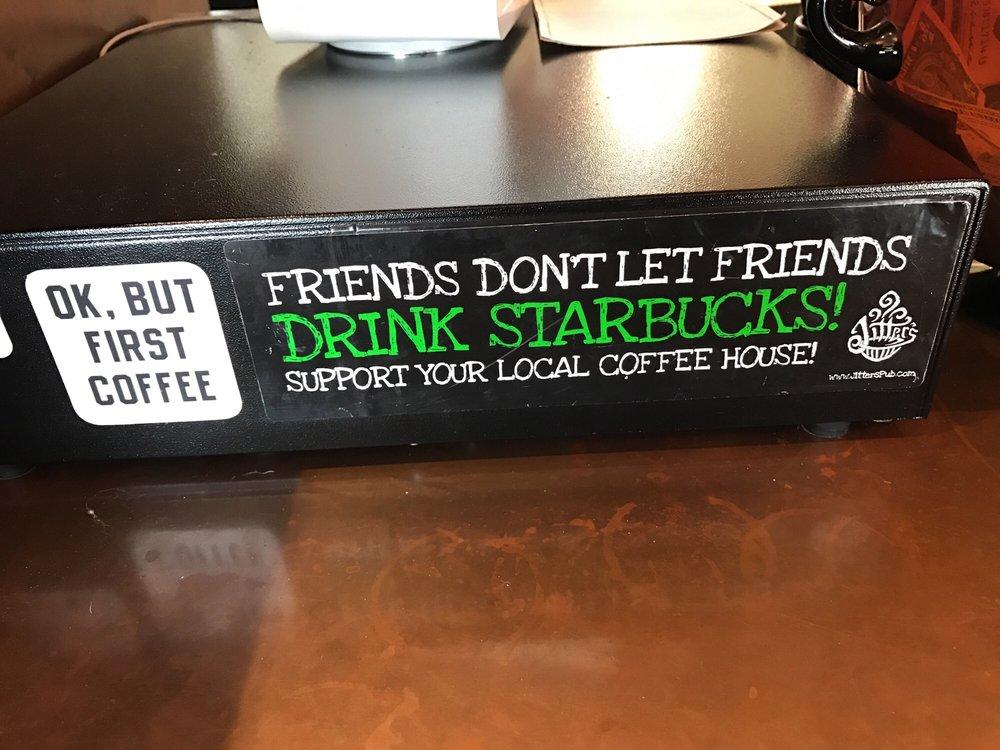 OK, BUT
FIRST
COFFEE
FRIENDS DON'T LET FRIENDS
DRINK STARBUCKS!
SUPPORT YOUR LOCAL COFFEE HOUSE!
Jitters
www.JittersPub.com